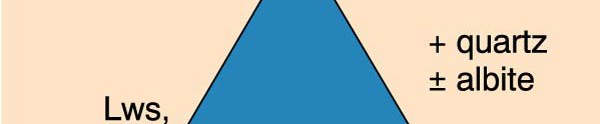 + quartz
± albite
Lws,